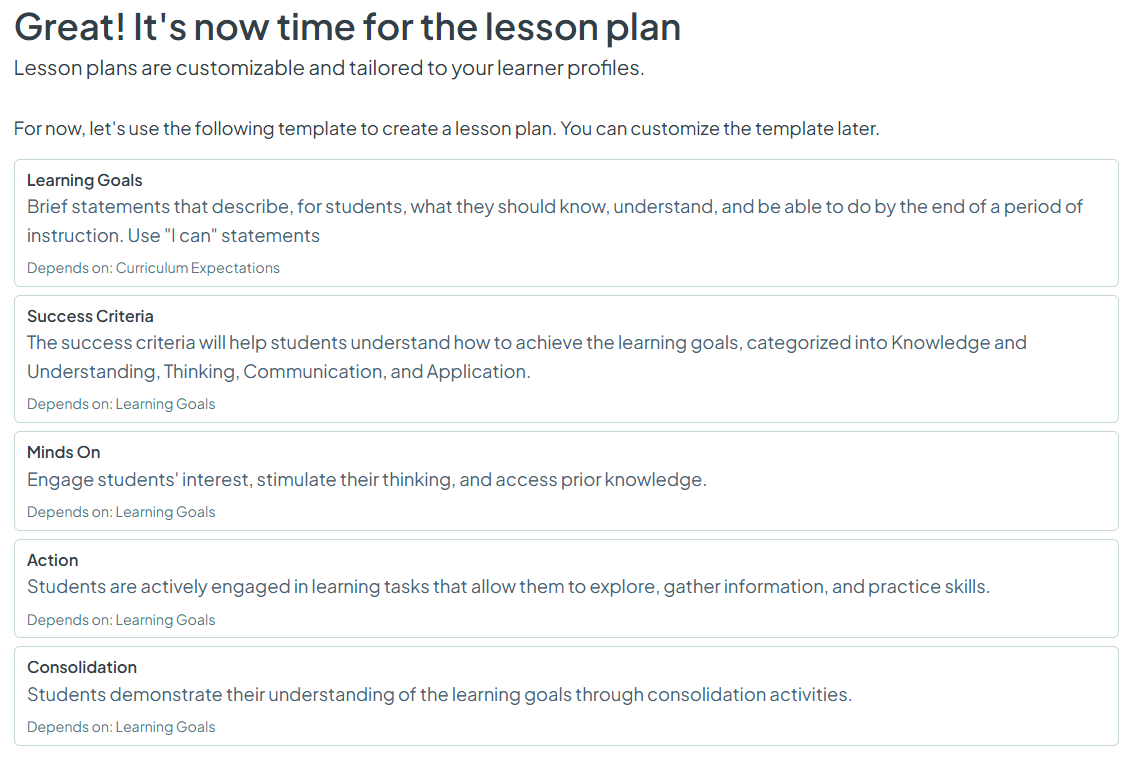 Great! It's now time for the lesson plan
Lesson plans are customizable and tailored to your learner profiles.
For now, let's use the following template to create a lesson plan. You can customize the template later.
Learning Goals
Brief statements that describe, for students, what they should know, understand, and be able to do by the end of a period of
instruction. Use "I can" statements
Depends on: Curriculum Expectations
Success Criteria
The success criteria will help students understand how to achieve the learning goals, categorized into Knowledge and
Understanding, Thinking, Communication, and Application.
Depends on: Learning Goals
Minds On
Engage students' interest, stimulate their thinking, and access prior knowledge.
Depends on: Learning Goals
Action
Students are actively engaged in learning tasks that allow them to explore, gather information, and practice skills.
Depends on: Learning Goals
Consolidation
Students demonstrate their understanding of the learning goals through consolidation activities.
Depends on: Learning Goals